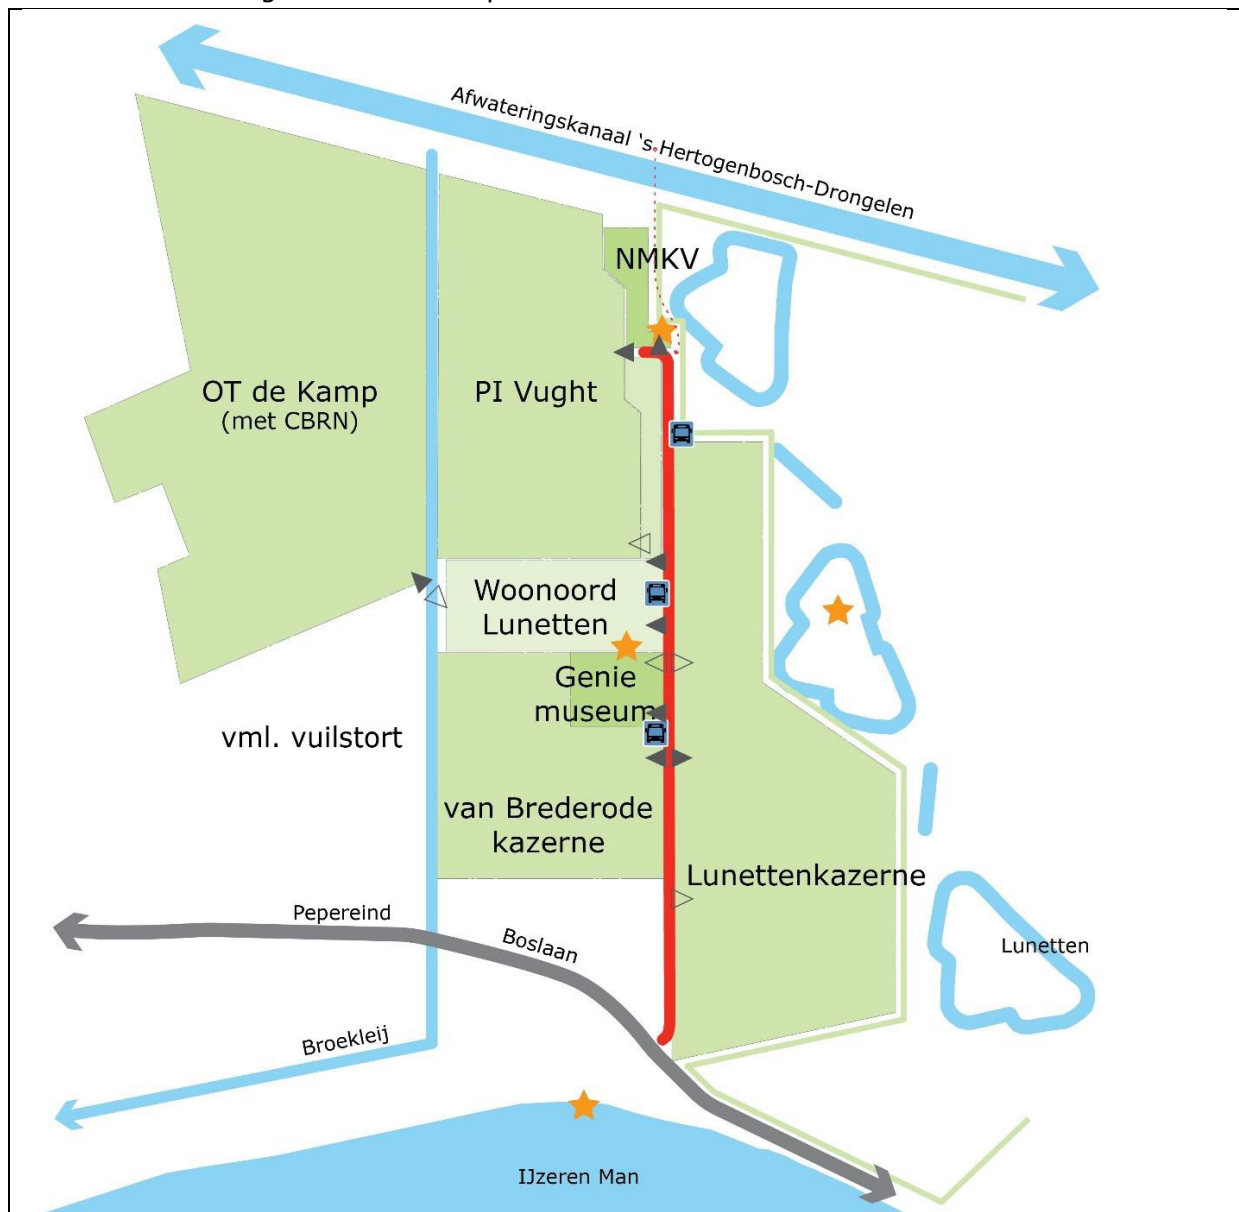 Afwateringskanaal 's Hertogenbosch-Drongelen
NMKV
OT de Kamp
(met CBRN)
PI Vught
Woonoord
Lunetten
Genie
museum
vml. vuilstort
van Brederode
kazerne
Lunettenkazerne
Pepereind
Boslaan
Lunetten
Broekleij
IJzeren Man